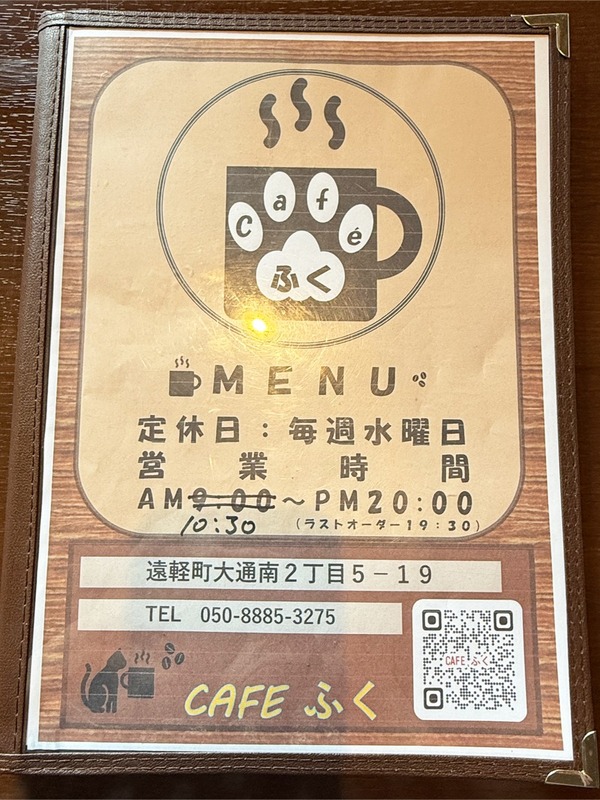 Café
ふく
MENU
定休日：毎週水曜日
営業時間
AM9:00～PM20:00
10:30 (ラストオーダー19:30)
遠軽町大通南２丁目５－１９
TEL 050-8885-3275
CAFE ふく
CAFE ふく